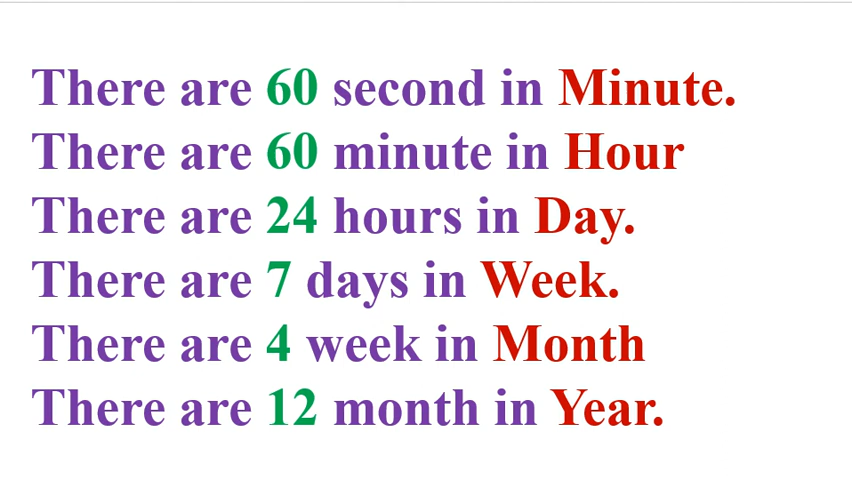 There are 60 second in Minute.
There are 60 minute in Hour
There are 24 hours in Day.
There are 7 days in Week.
There are 4 week in Month
There are 12 month in Year.